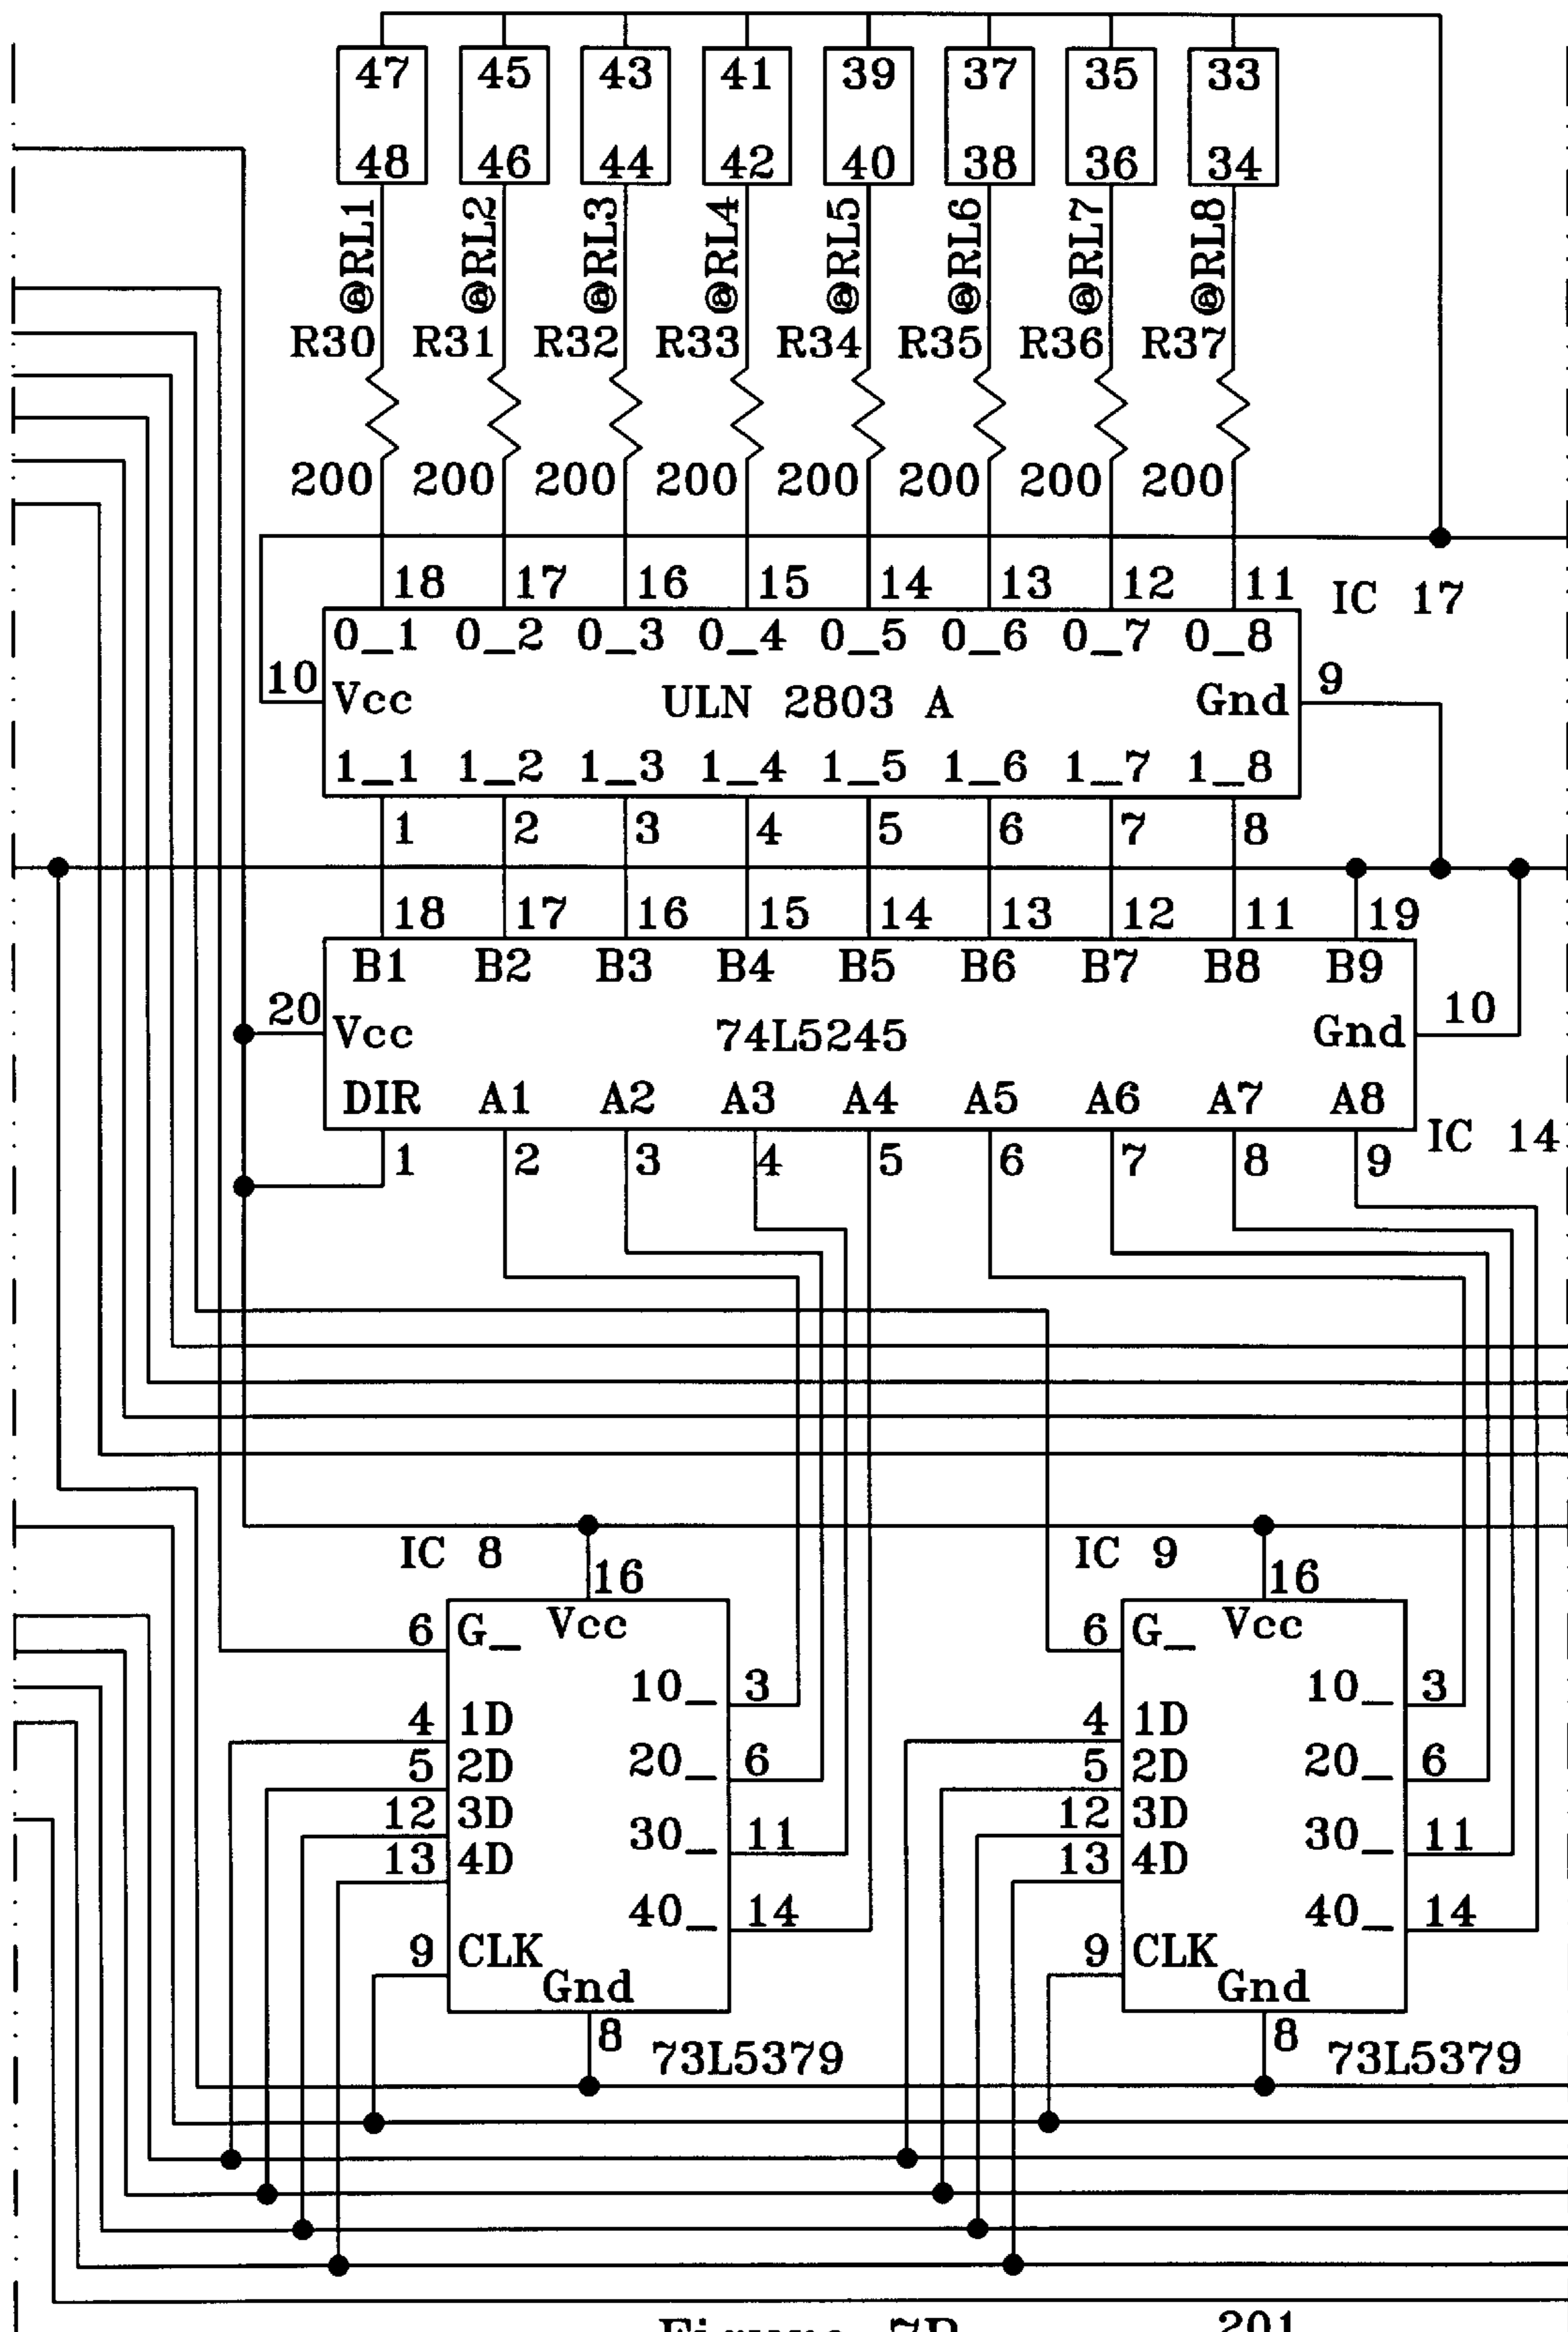 47 45 43 41 39 37 35 33
48 46 44 42 40 38 36 34
@RL1 @RL2 @RL3 @RL4 @RL5 @RL6 @RL7 @RL8
R30 R31 R32 R33 R34 R35 R36 R37
200 200 200 200 200 200 200 200
18 17 16 15 14 13 12 11 IC 17
0_1 0_2 0_3 0_4 0_5 0_6 0_7 0_8
10 Vcc ULN 2803 A Gnd 9
1_1 1_2 1_3 1_4 1_5 1_6 1_7 1_8
1 2 3 4 5 6 7 8
18 17 16 15 14 13 12 11 19
B1 B2 B3 B4 B5 B6 B7 B8 B9
20 Vcc 74L5245 Gnd 10
DIR A1 A2 A3 A4 A5 A6 A7 A8
IC 14
1 2 3 4 5 6 7 8 9
IC 8 IC 9
16 16
6 G_ Vcc 6 G_ Vcc
10_ 3 10_ 3
4 1D 4 1D
5 2D 20_ 6 5 2D 20_ 6
12 3D 12 3D
30_ 11 30_ 11
13 4D 13 4D
40_ 14 40_ 14
9 CLK 9 CLK
Gnd Gnd
8 73L5379 8 73L5379
Figure 7B 201